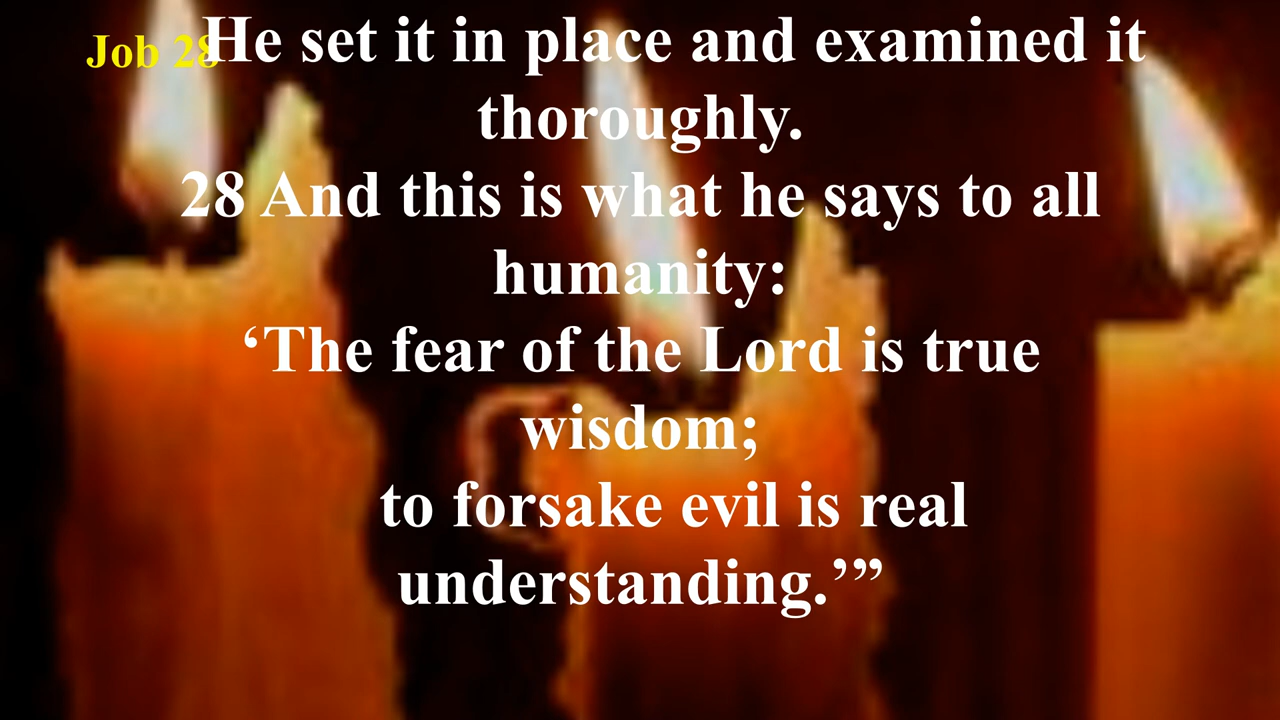 Job 28
He set it in place and examined it
thoroughly.
28 And this is what he says to all
humanity:
‘The fear of the Lord is true
wisdom;
to forsake evil is real
understanding.’”